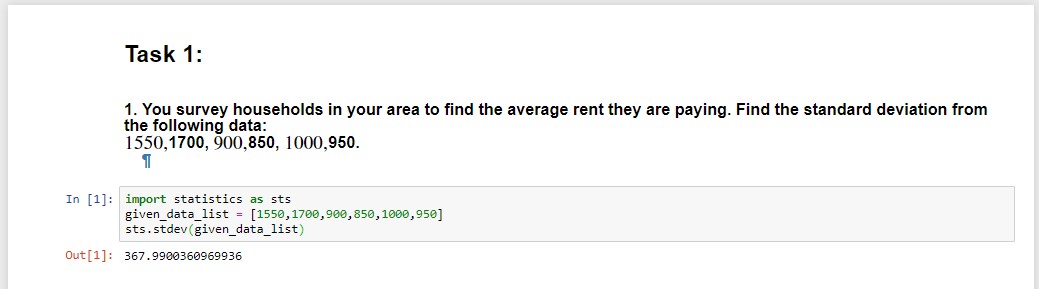 Task 1:
1. You survey households in your area to find the average rent they are paying. Find the standard deviation from
the following data:
1550,1700, 900,850, 1000,950.
¶
In [1]: import statistics as sts
given_data_list = [1550,1700,900,850,1000,950]
sts.stdev(given_data_list)
Out[1]: 367.9900360969936